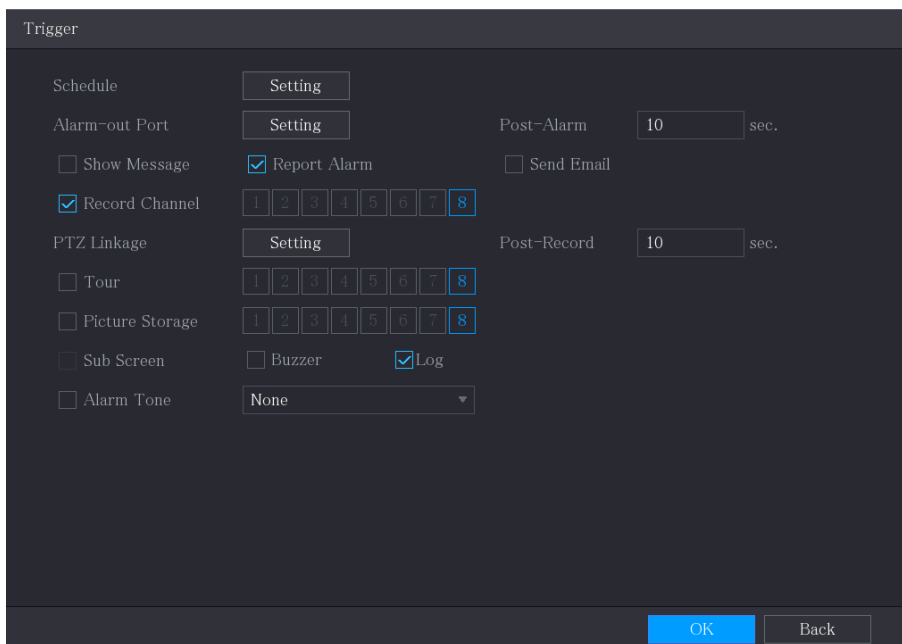 Trigger
Schedule Setting
Alarm-out Port Setting Post-Alarm 10 sec.
Show Message Report Alarm Send Email
Record Channel 1 2 3 4 5 6 7 8
PTZ Linkage Setting Post-Record 10 sec.
Tour 1 2 3 4 5 6 7 8
Picture Storage 1 2 3 4 5 6 7 8
Sub Screen Buzzer Log
Alarm Tone None
OK Back